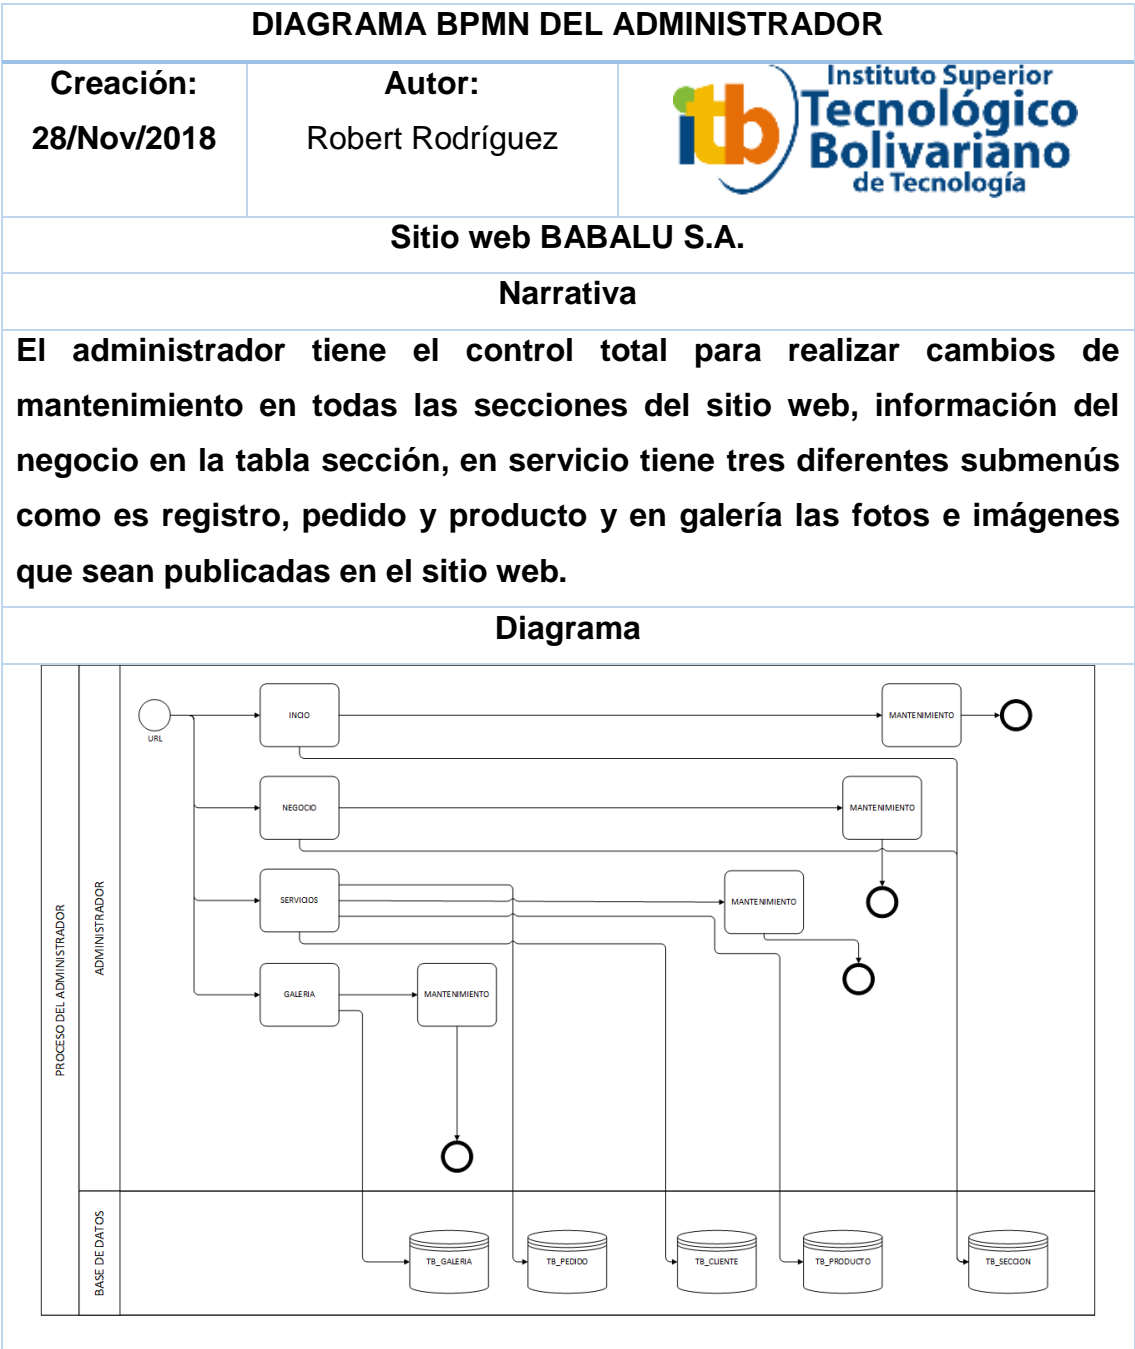 DIAGRAMA BPMN DEL ADMINISTRADOR
Creación:
28/Nov/2018
Autor:
Robert Rodríguez
itb
Instituto Superior
Tecnológico
Bolivariano
de Tecnología
Sitio web BABALU S.A.
Narrativa
El administrador tiene el control total para realizar cambios de
mantenimiento en todas las secciones del sitio web, información del
negocio en la tabla sección, en servicio tiene tres diferentes submenús
como es registro, pedido y producto y en galería las fotos e imágenes
que sean publicadas en el sitio web.
Diagrama
PROCESO DEL ADMINISTRADOR
ADMINISTRADOR
URL
INCIO
MANTENIMIENTO
NEGOCIO
MANTENIMIENTO
SERVICIOS
MANTENIMIENTO
GALERIA
MANTENIMIENTO
BASE DE DATOS
TB_GALERIA
TB_PEDIDO
TB_CLIENTE
TB_PRODUCTO
TB_SECCION